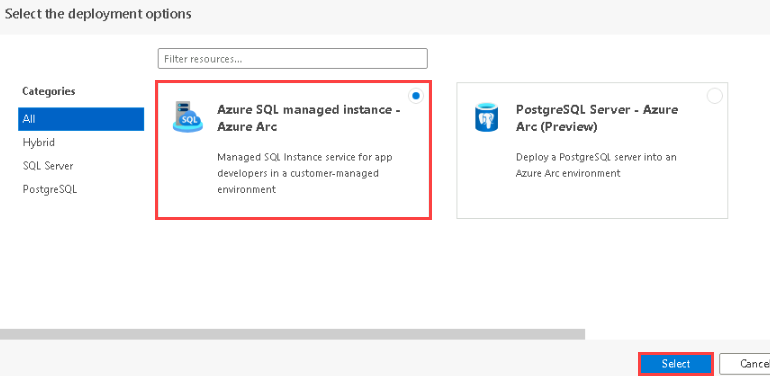 Select the deployment options
Filter resources...
Categories
All
Hybrid
SQL Server
PostgreSQL
SQL
Azure SQL managed instance -
Azure Arc
Managed SQL Instance service for app
developers in a customer-managed
environment
PostgreSQL Server - Azure
Arc (Preview)
Deploy a PostgreSQL server into an
Azure Arc environment
Select
Cancel